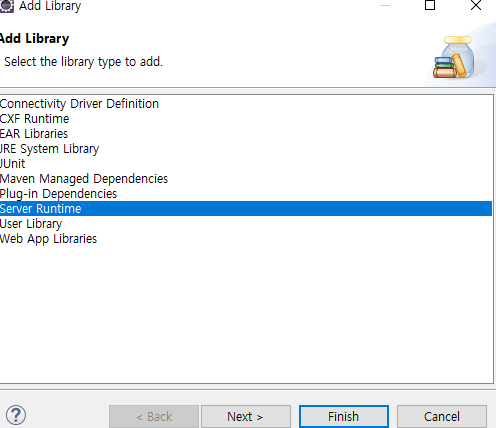 Add Library
Add Library
Select the library type to add.
Connectivity Driver Definition
CXF Runtime
EAR Libraries
JRE System Library
JUnit
Maven Managed Dependencies
Plug-in Dependencies
Server Runtime
User Library
Web App Libraries
?
< Back
Next >
Finish
Cancel